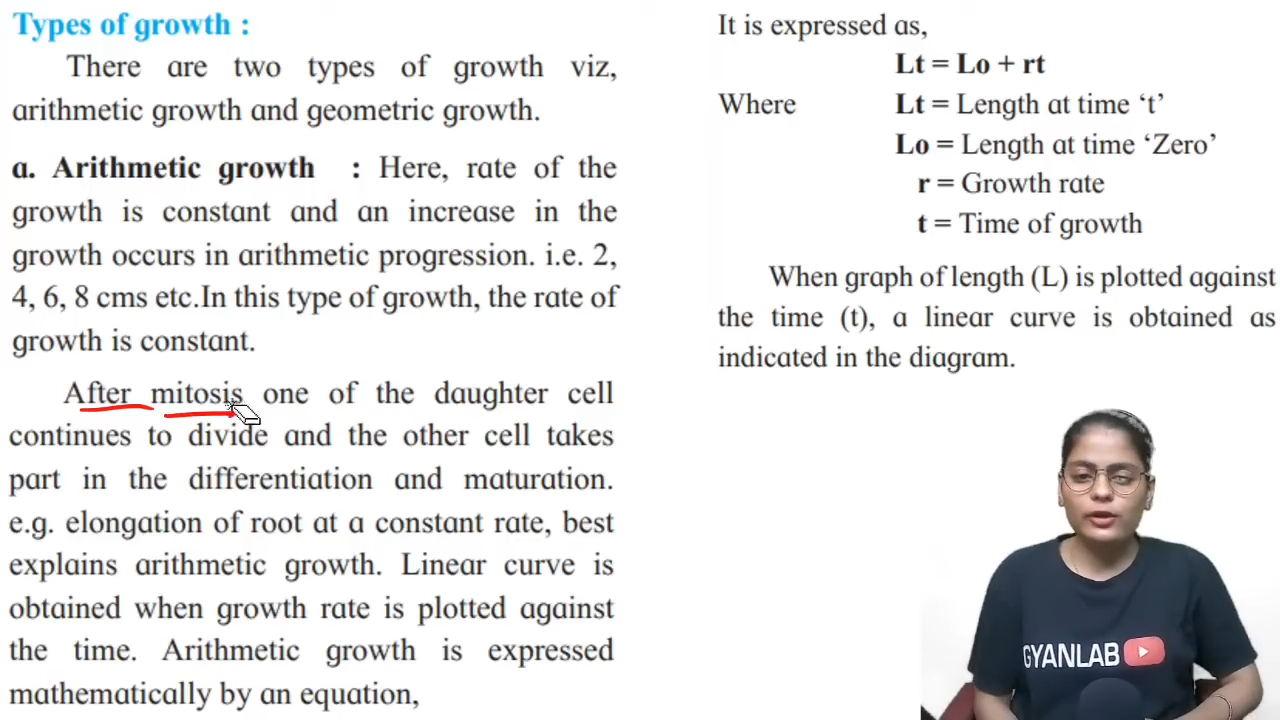 Types of growth :
There are two types of growth viz,
arithmetic growth and geometric growth.
a. Arithmetic growth : Here, rate of the
growth is constant and an increase in the
growth occurs in arithmetic progression. i.e. 2,
4, 6, 8 cms etc.In this type of growth, the rate of
growth is constant.
After mitosis one of the daughter cell
continues to divide and the other cell takes
part in the differentiation and maturation.
e.g. elongation of root at a constant rate, best
explains arithmetic growth. Linear curve is
obtained when growth rate is plotted against
the time. Arithmetic growth is expressed
mathematically by an equation,
It is expressed as,
Lt = Lo + rt
Where Lt = Length at time ‘t’
Lo = Length at time ‘Zero’
r = Growth rate
t = Time of growth
When graph of length (L) is plotted against
the time (t), a linear curve is obtained as
indicated in the diagram.
GYANLAB